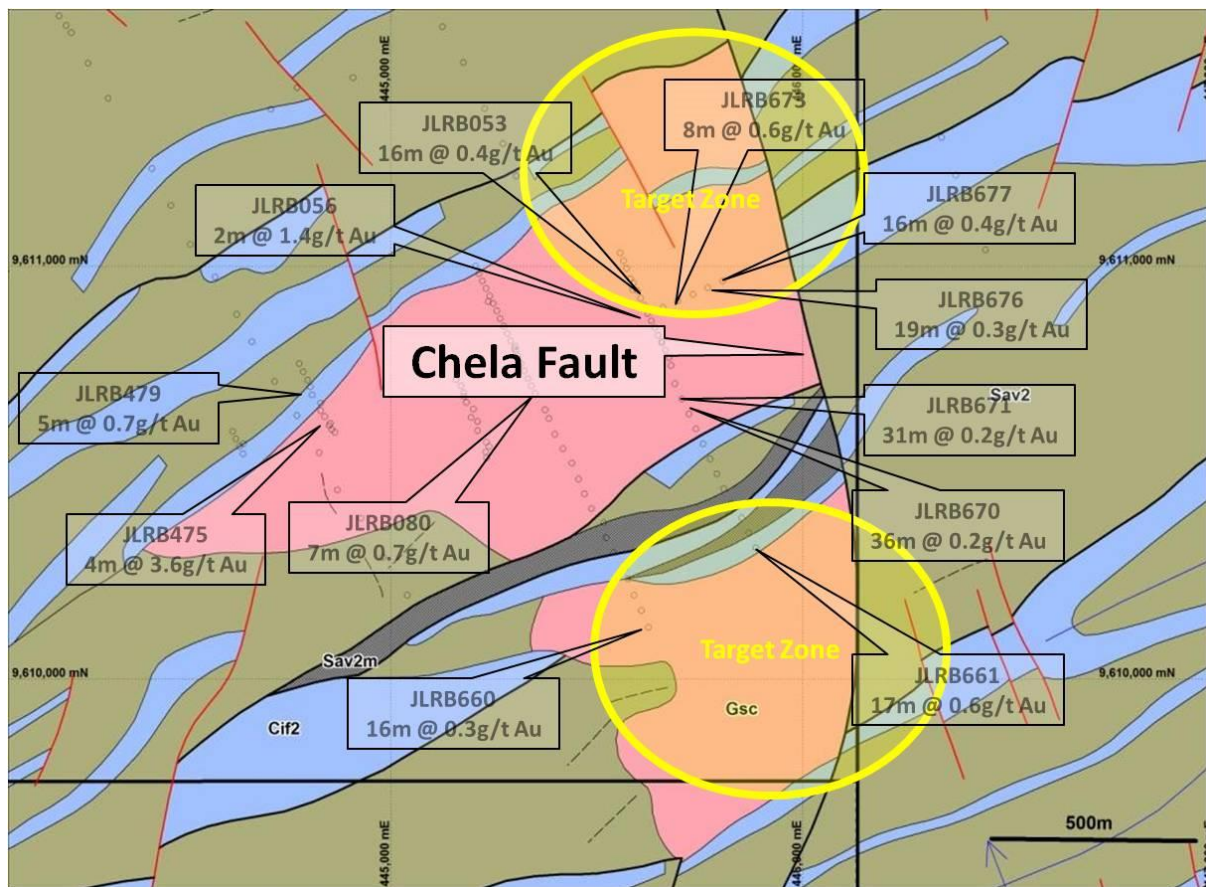 445,000 mE
446,000 mE
JLRB053
16m @ 0.4g/t Au
JLRB673
8m @ 0.6g/t Au
JLRB056
2m @ 1.4g/t Au
Target Zone
JLRB677
16m @ 0.4g/t Au
9,611,000 mN
9,611,000 mN
JLRB676
19m @ 0.3g/t Au
Chela Fault
JLRB479
5m @ 0.7g/t Au
Sav2
JLRB671
31m @ 0.2g/t Au
JLRB475
4m @ 3.6g/t Au
JLRB080
7m @ 0.7g/t Au
JLRB670
36m @ 0.2g/t Au
Sav2m
Target Zone
9,610,000 mN
9,610,000 mN
JLRB660
16m @ 0.3g/t Au
Gsc
JLRB661
17m @ 0.6g/t Au
Cif2
500m
445,000 mE
446,000 mE